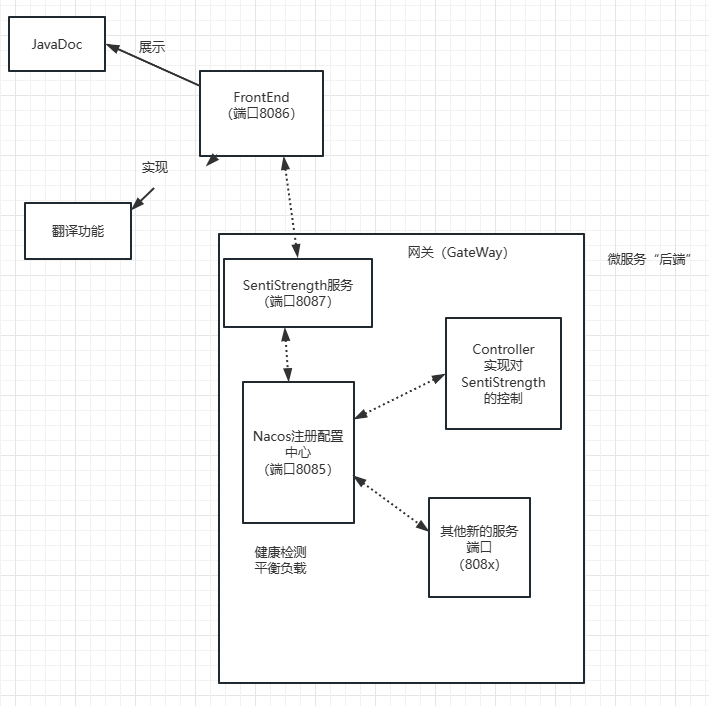 JavaDoc
展示
FrontEnd
（端口8086）
实现
翻译功能
网关（GateWay）
微服务“后端”
SentiStrength服务
（端口8087）
Controller
实现对
SentiStrength
的控制
Nacos注册配置
中心
（端口8085）
其他新的服务
端口
（808x）
健康检测
平衡负载